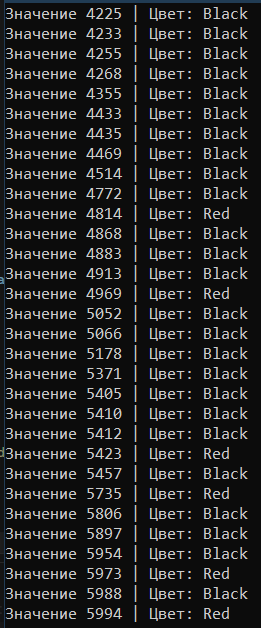 Значение 4225 | Цвет: Black
Значение 4233 | Цвет: Black
Значение 4255 | Цвет: Black
Значение 4268 | Цвет: Black
Значение 4355 | Цвет: Black
Значение 4433 | Цвет: Black
Значение 4435 | Цвет: Black
Значение 4469 | Цвет: Black
Значение 4514 | Цвет: Black
Значение 4772 | Цвет: Black
Значение 4814 | Цвет: Red
Значение 4868 | Цвет: Black
Значение 4883 | Цвет: Black
Значение 4913 | Цвет: Black
Значение 4969 | Цвет: Red
Значение 5052 | Цвет: Black
Значение 5066 | Цвет: Black
Значение 5178 | Цвет: Black
Значение 5371 | Цвет: Black
Значение 5405 | Цвет: Black
Значение 5410 | Цвет: Black
Значение 5412 | Цвет: Black
Значение 5423 | Цвет: Red
Значение 5457 | Цвет: Black
Значение 5735 | Цвет: Red
Значение 5806 | Цвет: Black
Значение 5897 | Цвет: Black
Значение 5954 | Цвет: Black
Значение 5973 | Цвет: Red
Значение 5988 | Цвет: Black
Значение 5994 | Цвет: Red